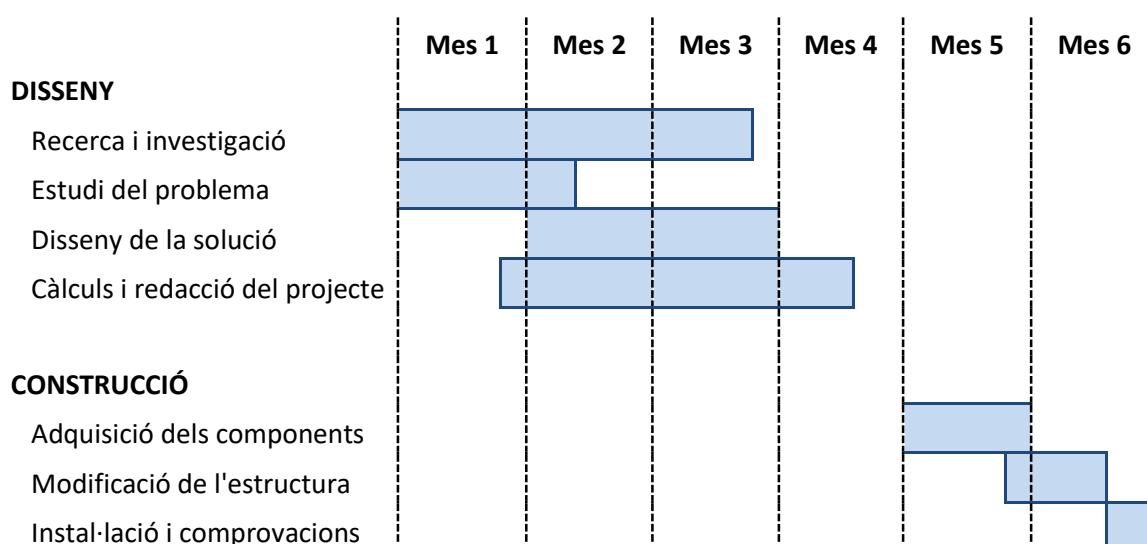 Mes 1 Mes 2 Mes 3 Mes 4 Mes 5 Mes 6
DISSENY
Recerca i investigació
Estudi del problema
Disseny de la solució
Càlculs i redacció del projecte
CONSTRUCCIÓ
Adquisició dels components
Modificació de l'estructura
Instal·lació i comprovacions